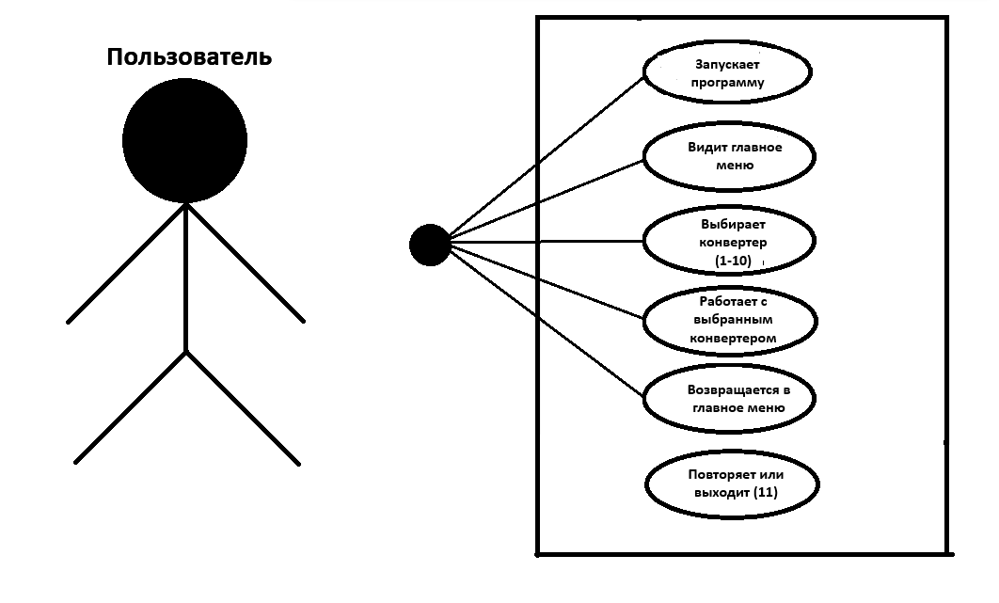 Пользователь
Запускает
программу
Видит главное
меню
Выбирает
конвертер
(1-10)
Работает с
выбранным
конвертером
Возвращается в
главное меню
Повторяет или
выходит (11)